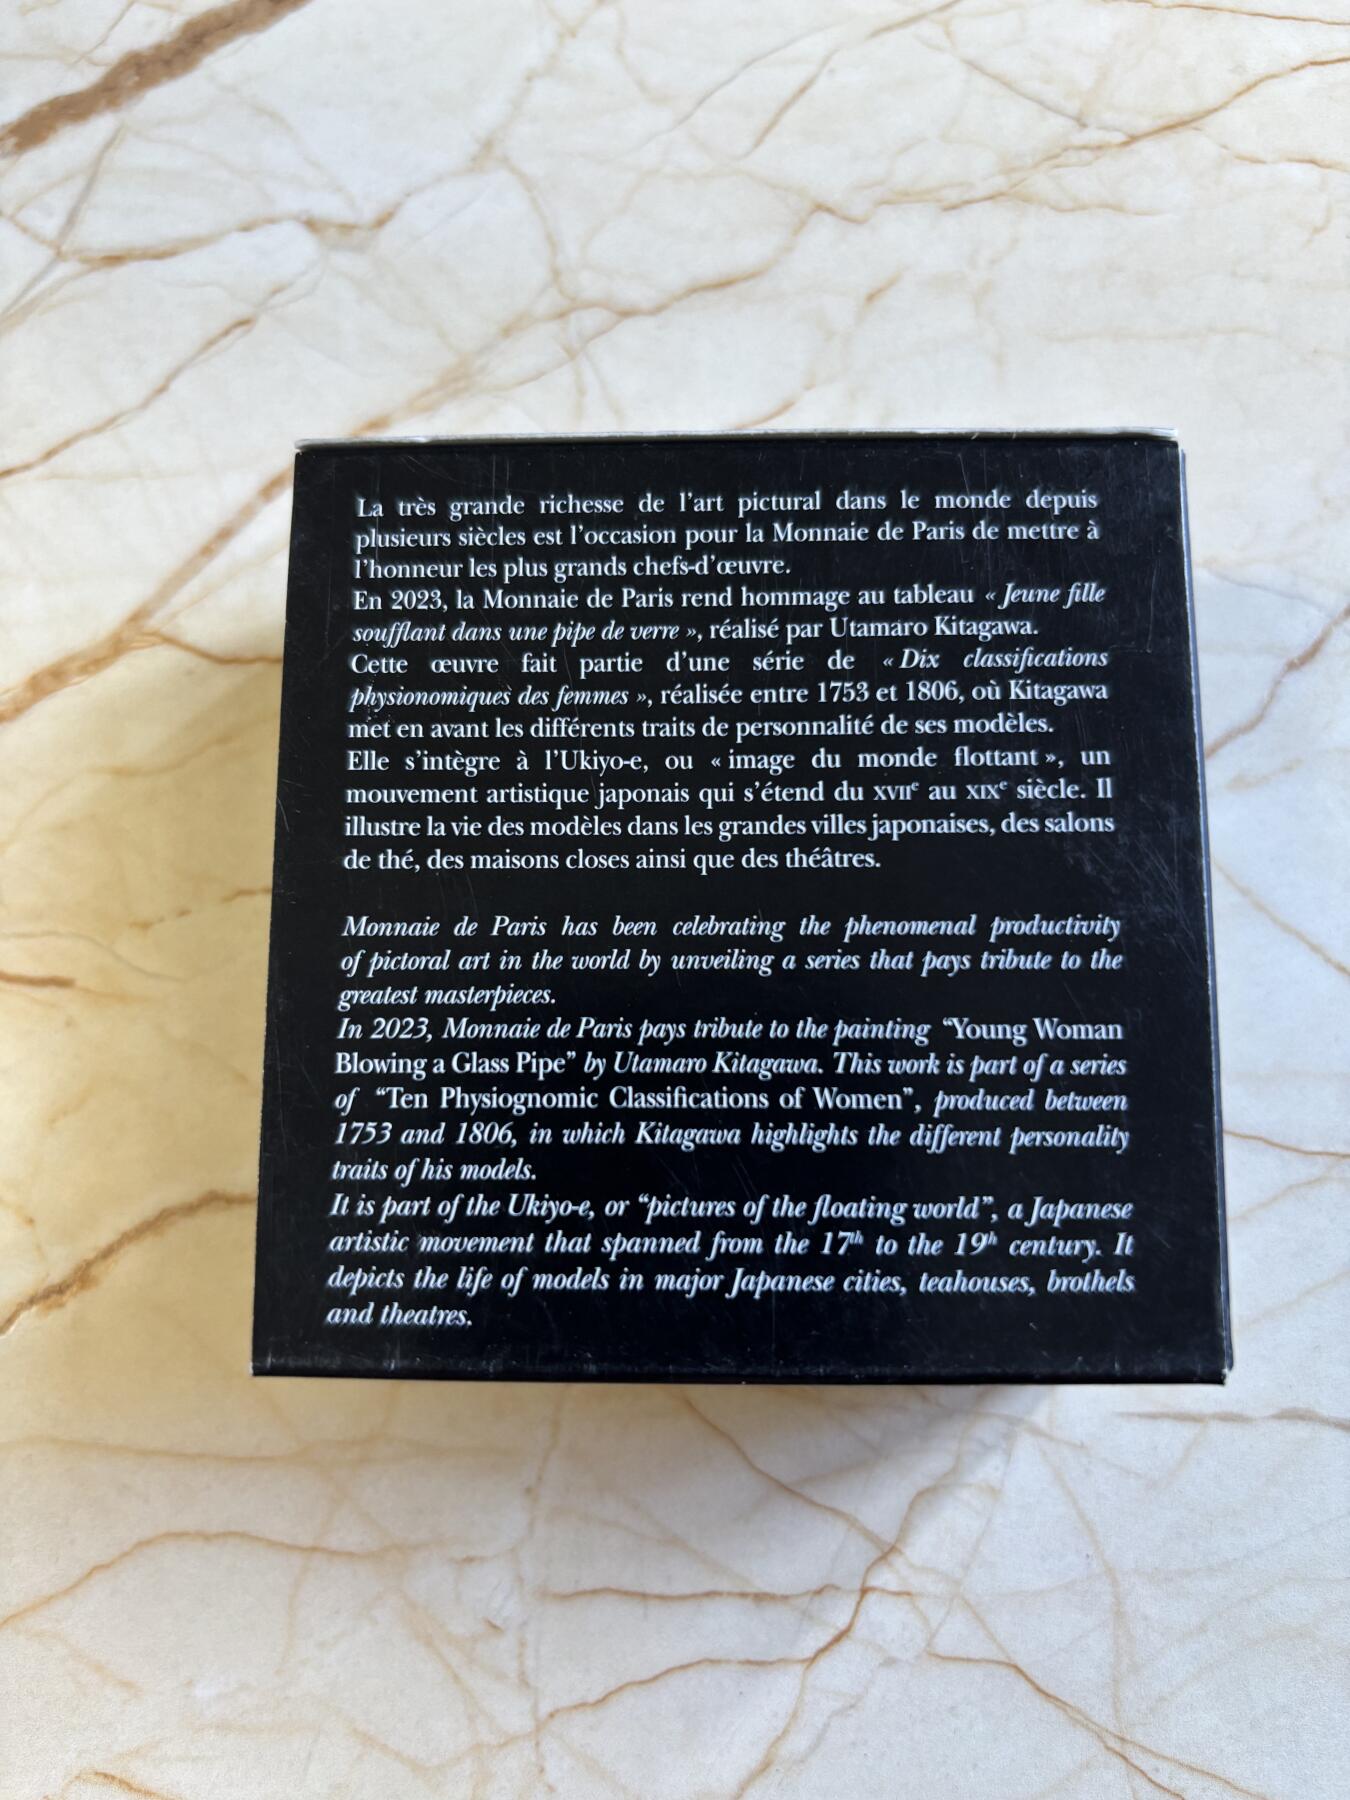 La très grande richesse de l'art pictural dans le monde depuis
plusieurs siècles est l'occasion pour la Monnaie de Paris de mettre à
l'honneur les plus grands chefs-d'œuvre.
En 2023, la Monnaie de Paris rend hommage au tableau « Jeune fille
soufflant dans une pipe de verre », réalisé par Utamaro Kitagawa.
Cette œuvre fait partie d'une série de « Dix classifications
physionomiques des femmes », réalisée entre 1753 et 1806, où Kitagawa
met en avant les différents traits de personnalité de ses modèles.
Elle s'intègre à l'Ukiyo-e, ou « image du monde flottant », un
mouvement artistique japonais qui s'étend du XVIIe au XIXe siècle. Il
illustre la vie des modèles dans les grandes villes japonaises, des salons
de thé, des maisons closes ainsi que des théâtres.
Monnaie de Paris has been celebrating the phenomenal productivity
of pictoral art in the world by unveiling a series that pays tribute to the
greatest masterpieces.
In 2023, Monnaie de Paris pays tribute to the painting “Young Woman
Blowing a Glass Pipe” by Utamaro Kitagawa. This work is part of a series
of “Ten Physiognomic Classifications of Women”, produced between
1753 and 1806, in which Kitagawa highlights the different personality
traits of his models.
It is part of the Ukiyo-e, or “pictures of the floating world”, a Japanese
artistic movement that spanned from the 17th to the 19th century. It
depicts the life of models in major Japanese cities, teahouses, brothels
and theatres.